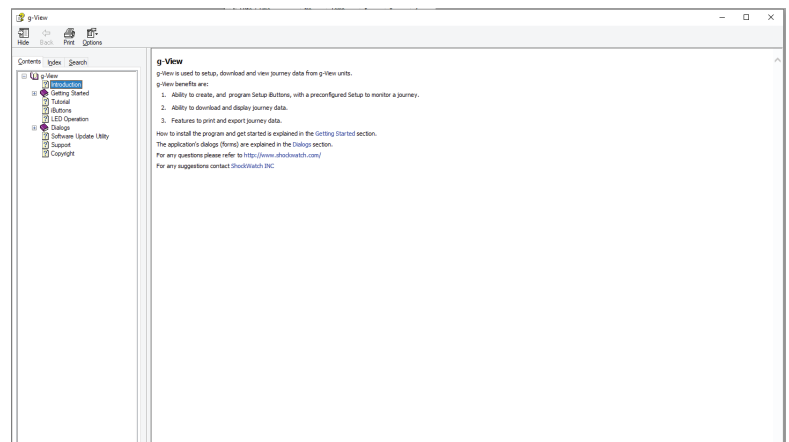 g-View
Hide Back Print Options
Contents Index Search
g-View
Introduction
Getting Started
Tutorial
iButtons
LED Operation
Dialogs
Software Update Utility
Support
Copyright
g-View
g-View is used to setup, download and view journey data from g-View units.
g-View benefits are:
1. Ability to create, and program Setup iButtons, with a preconfigured Setup to monitor a journey.
2. Ability to download and display journey data.
3. Features to print and export journey data.
How to install the program and get started is explained in the Getting Started section.
The application's dialogs (forms) are explained in the Dialogs section.
For any questions please refer to http://www.shockwatch.com/
For any suggestions contact ShockWatch INC